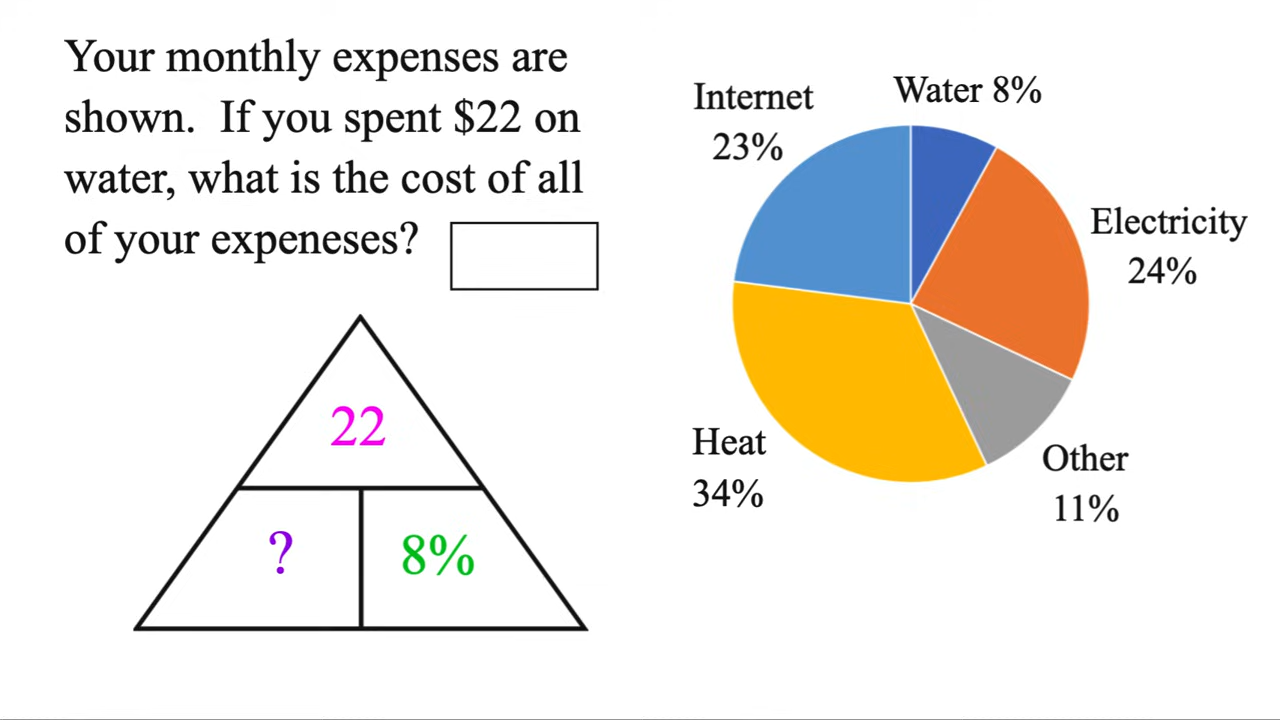 Your monthly expenses are
shown.  If you spent $22 on
water, what is the cost of all
of your expeneses?
22
?
8%
Internet
23%
Water 8%
Electricity
24%
Heat
34%
Other
11%